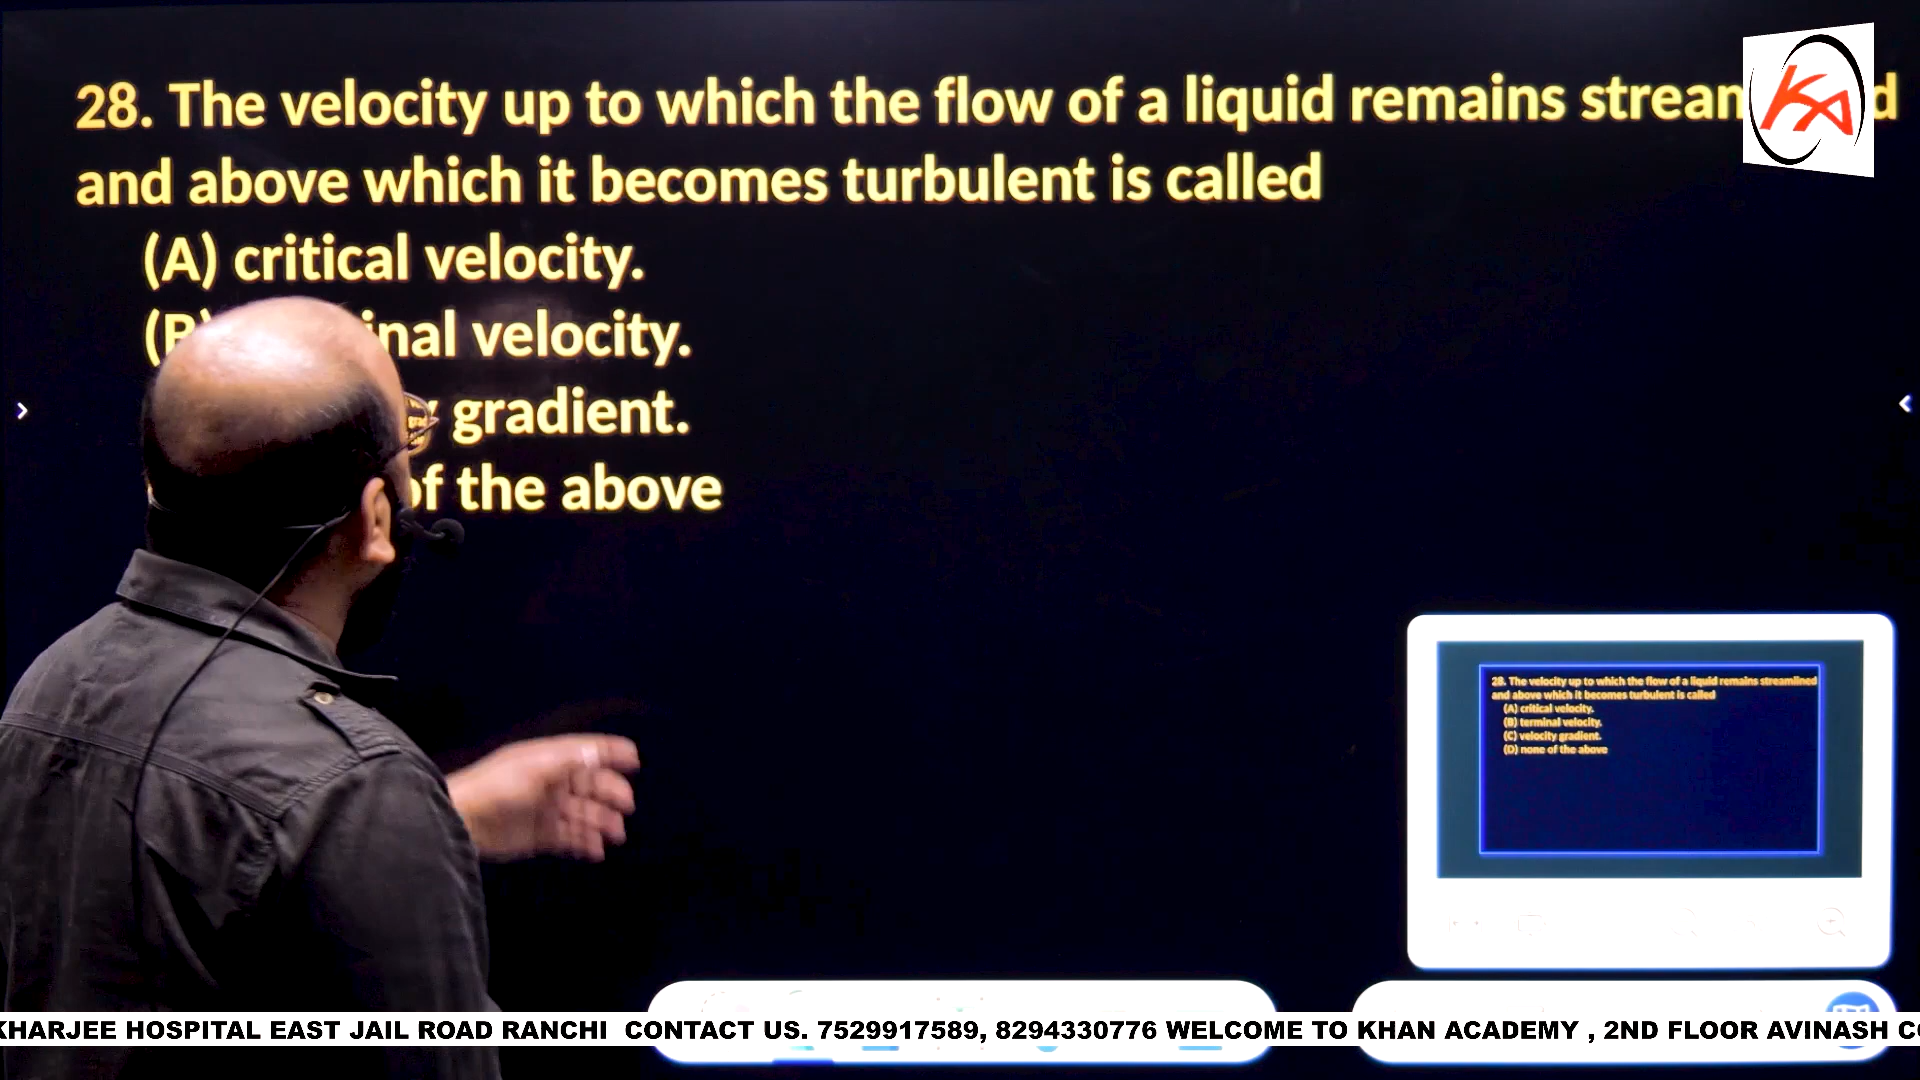 28. The velocity up to which the flow of a liquid remains stream d
and above which it becomes turbulent is called
(A) critical velocity.
(B) inal velocity.
y gradient.
of the above
KA
28. The velocity up to which the flow of a liquid remains streamlined
and above which it becomes turbulent is called
(A) critical velocity.
(B) terminal velocity.
(C) velocity gradient.
(D) none of the above
KHARJEE HOSPITAL EAST JAIL ROAD RANCHI CONTACT US. 7529917589, 8294330776 WELCOME TO KHAN ACADEMY , 2ND FLOOR AVINASH C